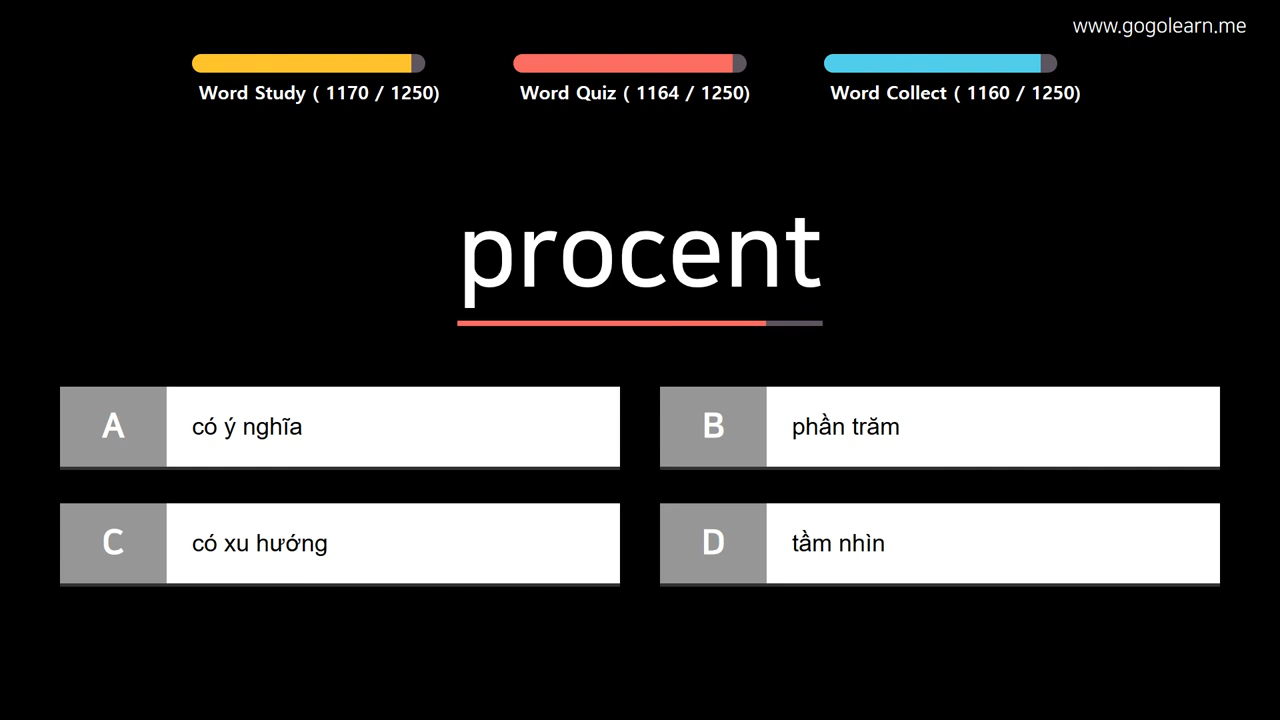 www.gogolearn.me
Word Study ( 1170 / 1250)
Word Quiz ( 1164 / 1250)
Word Collect ( 1160 / 1250)
procent
A có ý nghĩa
B phần trăm
C có xu hướng
D tầm nhìn